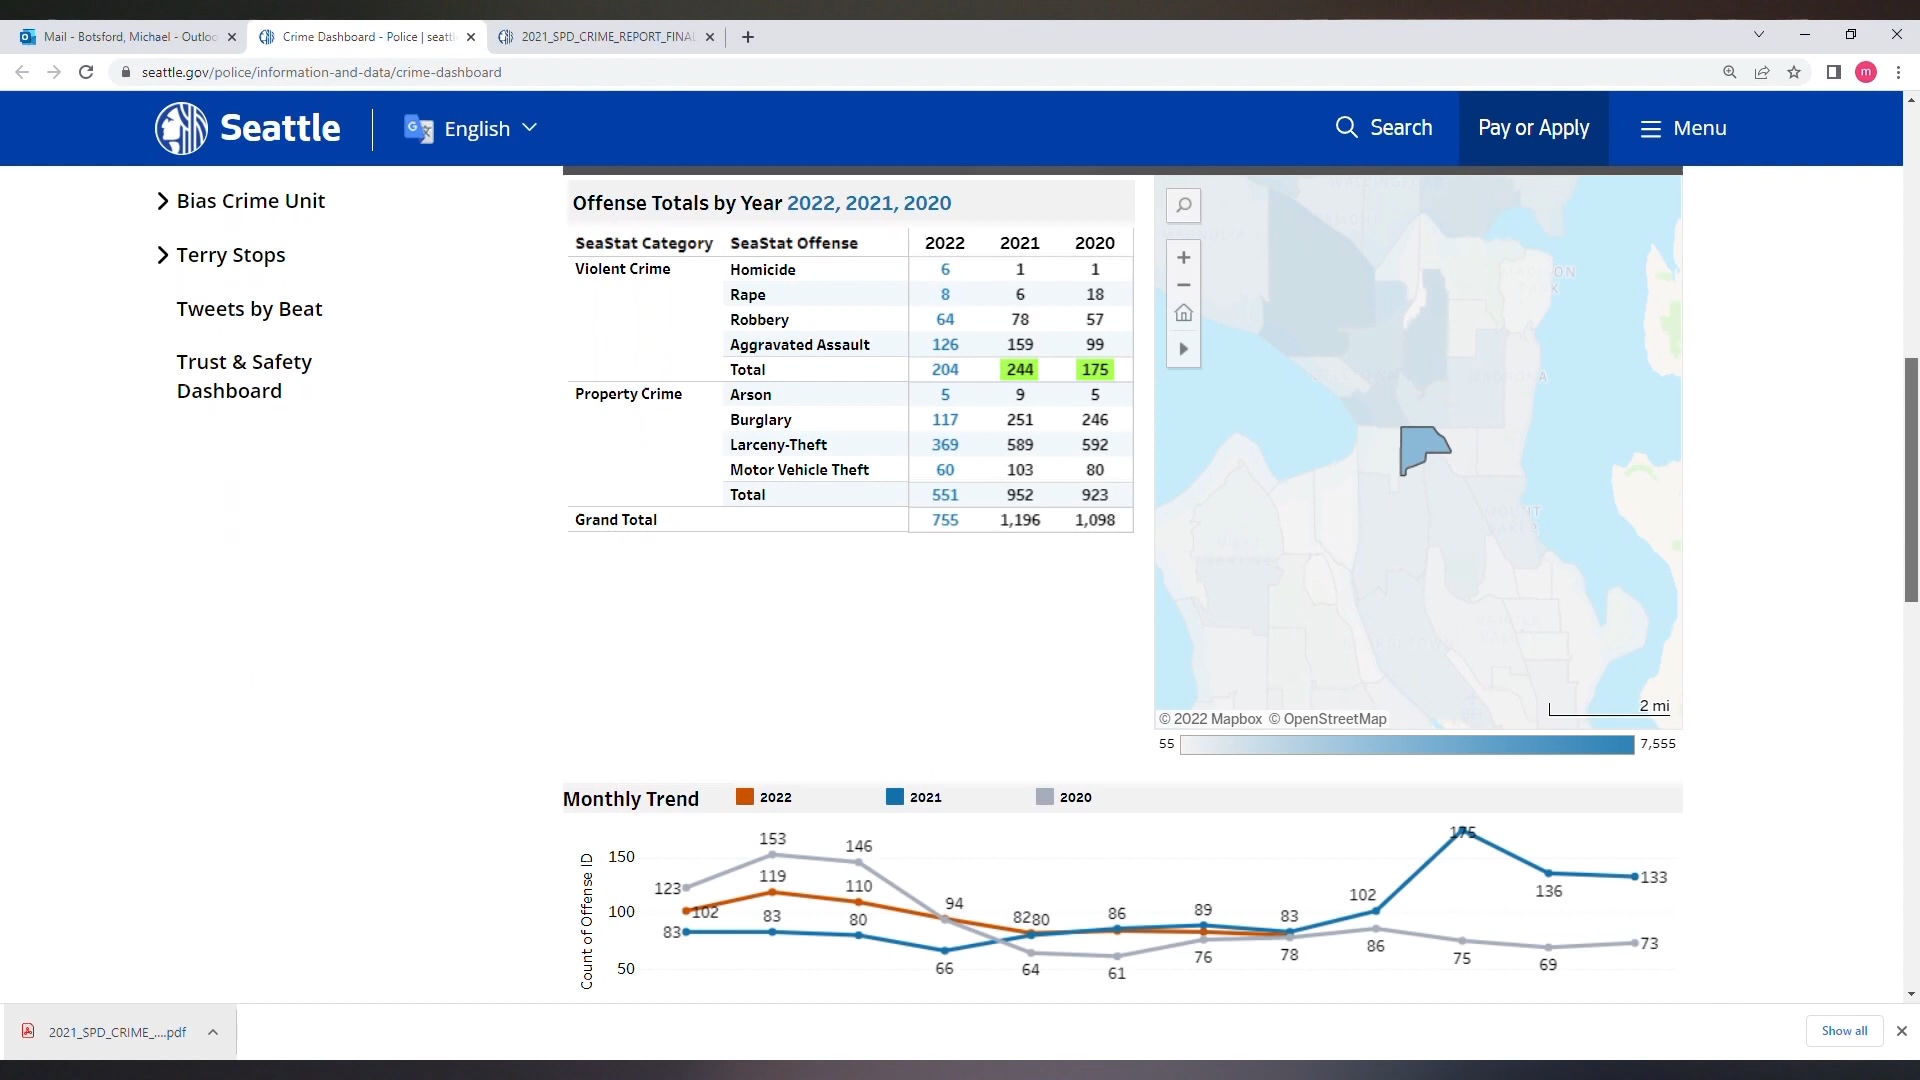 Mail - Botsford, Michael - Outloo
Crime Dashboard - Police | seattl
2021_SPD_CRIME_REPORT_FINAL
seattle.gov/police/information-and-data/crime-dashboard
m
Seattle
English
Search
Pay or Apply
Menu
Bias Crime Unit
Terry Stops
Tweets by Beat
Trust & Safety
Dashboard
Offense Totals by Year 2022, 2021, 2020
SeaStat Category SeaStat Offense 2022 2021 2020
Violent Crime Homicide 6 1 1
Rape 8 6 18
Robbery 64 78 57
Aggravated Assault 126 159 99
Total 204 244 175
Property Crime Arson 5 9 5
Burglary 117 251 246
Larceny-Theft 369 589 592
Motor Vehicle Theft 60 103 80
Total 551 952 923
Grand Total 755 1,196 1,098
2 mi
© 2022 Mapbox © OpenStreetMap
55 7,555
Monthly Trend 2022 2021 2020
Count of Offense ID
150
100
50
123 153 146 94 64 61 76 78 86 75 69 73
102 119 110 82
83 83 80 66 80 86 89 83 102 175 136 133
2021_SPD_CRIME_....pdf
Show all